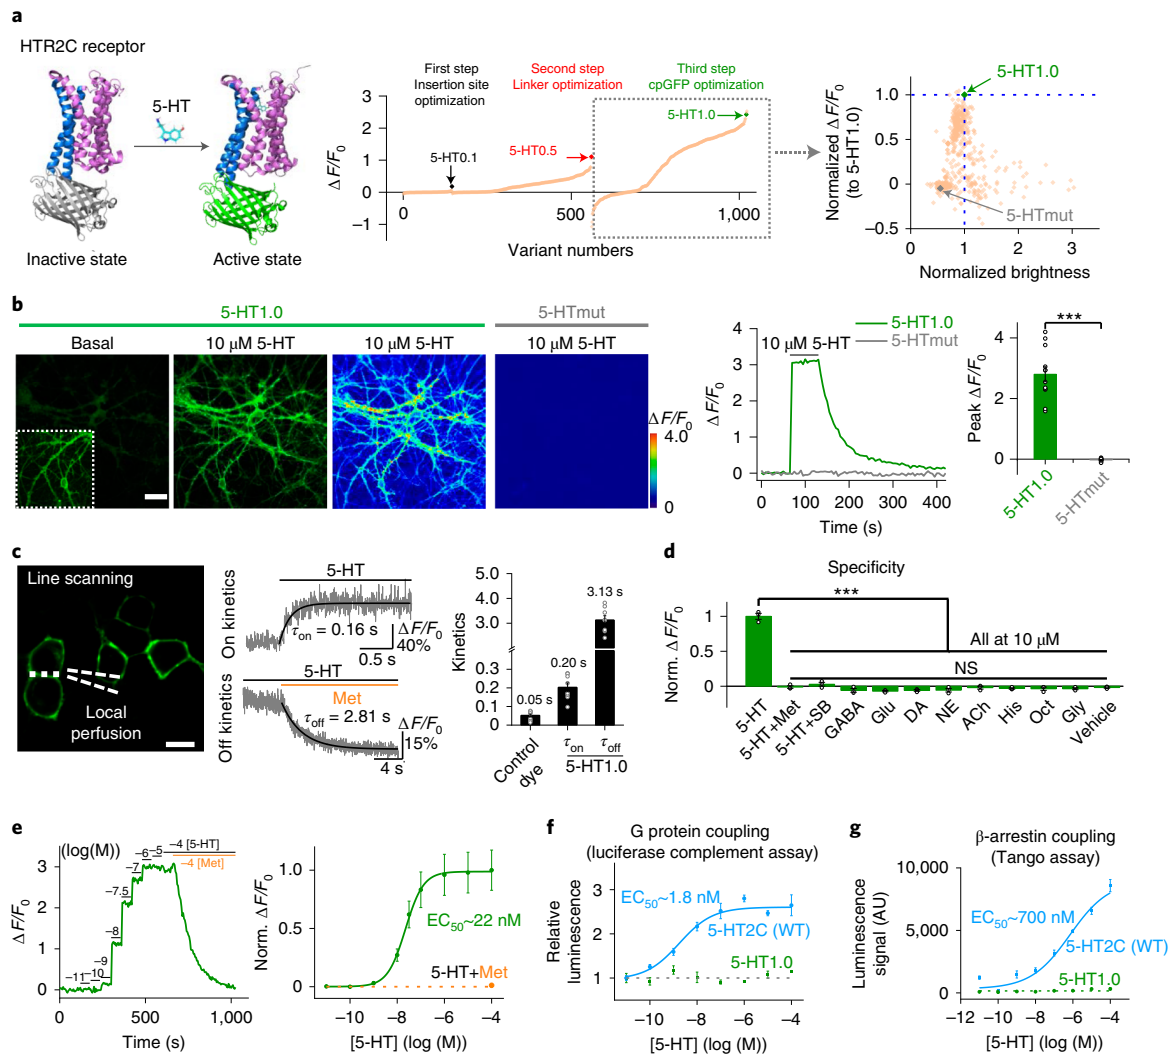 a
HTR2C receptor
5-HT
Inactive state
Active state
First step
Insertion site
optimization
Second step
Linker optimization
Third step
cpGFP optimization
5-HT0.1
5-HT0.5
5-HT1.0
Δ F/F0
3
2
1
0
−1
0
500
1,000
Variant numbers
5-HT1.0
Normalized Δ F/F0
(to 5-HT1.0)
1.0
0.5
0
−0.5
5-HTmut
0
1
2
3
Normalized brightness
b
5-HT1.0
5-HTmut
Basal
10 μM 5-HT
10 μM 5-HT
10 μM 5-HT
Δ F/F0
4.0
0
5-HT1.0
5-HTmut
10 μM 5-HT
Δ F/F0
4
3
2
1
0
0
100
200
300
400
Time (s)
***
Peak Δ F/F0
4
2
0
5-HT1.0
5-HTmut
c
Line scanning
Local
perfusion
On kinetics
5-HT
τon = 0.16 s
Δ F/F0
40%
0.5 s
Off kinetics
5-HT
Met
τoff = 2.81 s
Δ F/F0
15%
4 s
Kinetics
5.0
4.0
3.0
0.5
0.2
0.1
0
0.05 s
0.20 s
3.13 s
Control
dye
τon
τoff
5-HT1.0
d
Specificity
***
All at 10 μM
NS
Norm. Δ F/F0
1
0
5-HT
5-HT+Met
5-HT+SB
GABA
Glu
DA
NE
ACh
His
Oct
Gly
Vehicle
e
(log(M))
−4 [5-HT]
−4 [Met]
−11
−10
−9
−8
−7.5
−7
−6
−5
Δ F/F0
3
2
1
0
0
500
1,000
Time (s)
Norm. Δ F/F0
1.0
0.5
0
EC50~22 nM
5-HT+Met
−10
−8
−6
−4
[5-HT] (log (M))
f
G protein coupling
(luciferase complement assay)
Relative
luminescence
3
2
1
EC50~1.8 nM
5-HT2C (WT)
5-HT1.0
−10
−8
−6
−4
[5-HT] (log (M))
g
β-arrestin coupling
(Tango assay)
Luminescence
signal (AU)
10,000
5,000
0
EC50~700 nM
5-HT2C (WT)
5-HT1.0
−12
−10
−8
−6
−4
[5-HT] (log (M))